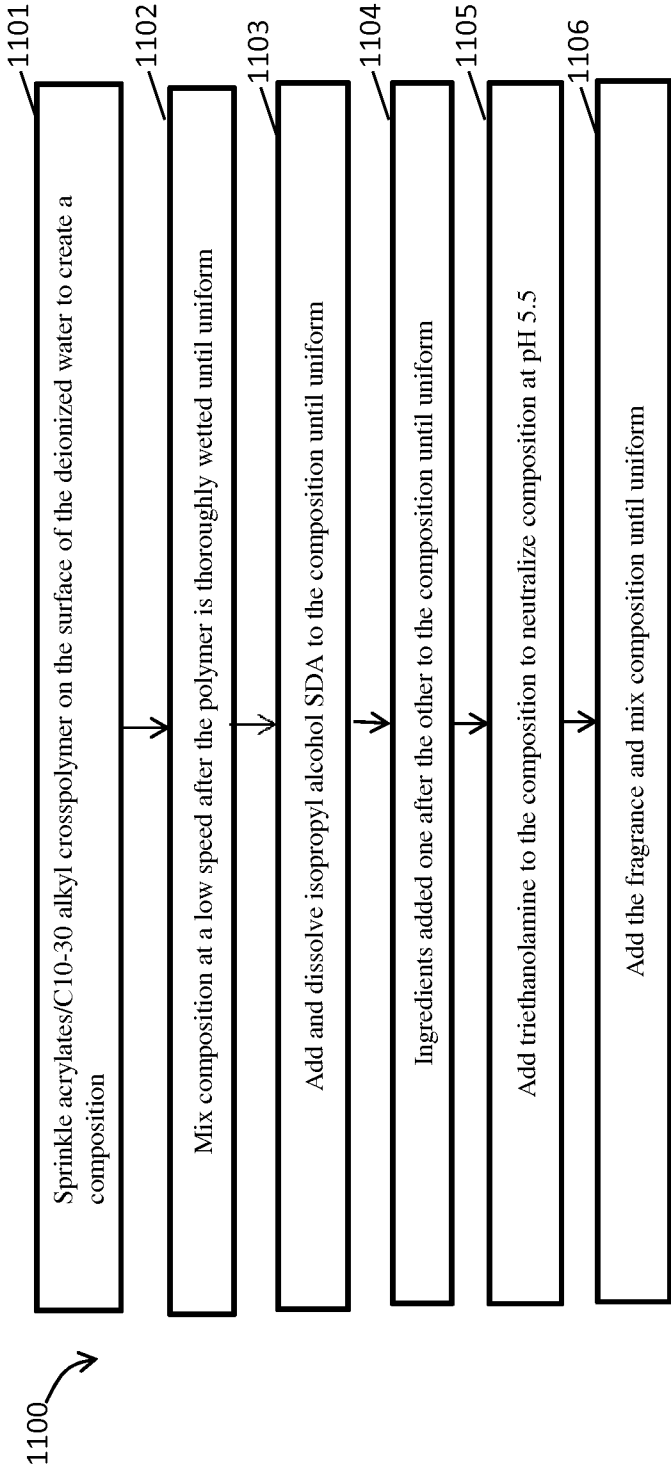 1100
1101
Sprinkle acrylates/C10-30 alkyl crosspolymer on the surface of the deionized water to create a
composition
1102
Mix composition at a low speed after the polymer is thoroughly wetted until uniform
1103
Add and dissolve isopropyl alcohol SDA to the composition until uniform
1104
Ingredients added one after the other to the composition until uniform
1105
Add triethanolamine to the composition to neutralize composition at pH 5.5
1106
Add the fragrance and mix composition until uniform